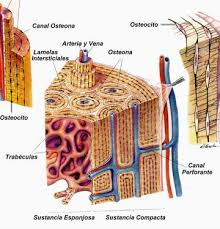 Canal Osteona
Osteocito
Arteria y Vena
Lamelas
Intersticiales
Osteona
Osteocito
Trabéculas
Canal
Perforante
Sustancia Esponjosa
Sustancia Compacta